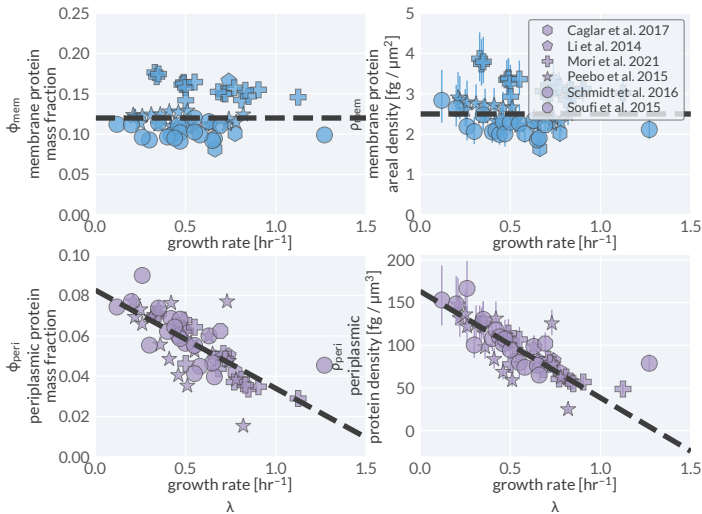 0.25
0.20
0.15
0.10
0.05
0.00
ϕmem
membrane protein
mass fraction
0.0 0.5 1.0 1.5
growth rate [hr⁻¹]
6
5
4
3
2
1
0
ρmem
membrane protein
areal density [fg / µm²]
Caglar et al. 2017
Li et al. 2014
Mori et al. 2021
Peebo et al. 2015
Schmidt et al. 2016
Soufi et al. 2015
0.0 0.5 1.0 1.5
growth rate [hr⁻¹]
0.10
0.08
0.06
0.04
0.02
0.00
ϕperi
periplasmic protein
mass fraction
0.0 0.5 1.0 1.5
growth rate [hr⁻¹]
λ
200
150
100
50
0
ρperi
periplasmic
protein density [fg / µm³]
0.0 0.5 1.0 1.5
growth rate [hr⁻¹]
λ